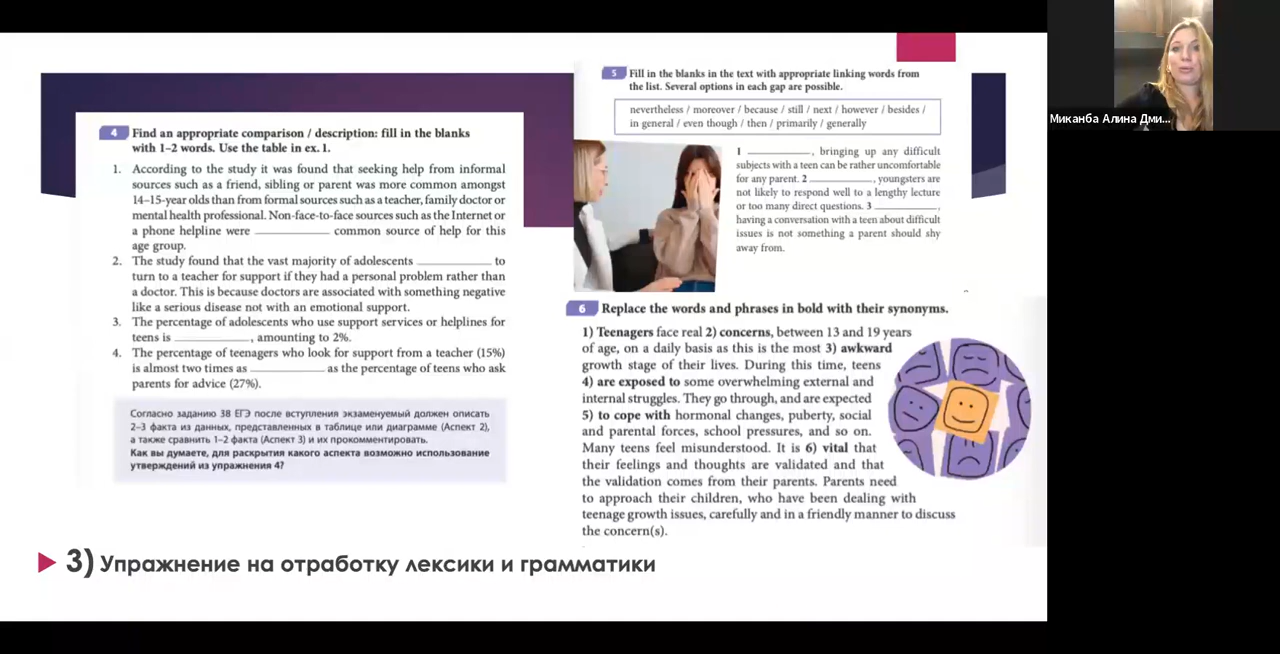 4 Find an appropriate comparison / description: fill in the blanks
with 1–2 words. Use the table in ex. 1.
1. According to the study it was found that seeking help from informal
sources such as a friend, sibling or parent was more common amongst
14–15-year olds than from formal sources such as a teacher, family doctor or
mental health professional. Non-face-to-face sources such as the Internet or
a phone helpline were ____________ common source of help for this
age group.
2. The study found that the vast majority of adolescents ____________ to
turn to a teacher for support if they had a personal problem rather than
a doctor. This is because doctors are associated with something negative
like a serious disease not with an emotional support.
3. The percentage of adolescents who use support services or helplines for
teens is ____________, amounting to 2%.
4. The percentage of teenagers who look for support from a teacher (15%)
is almost two times as ____________ as the percentage of teens who ask
parents for advice (27%).
Согласно заданию 38 ЕГЭ после вступления экзаменуемый должен описать
2–3 факта из данных, представленных в таблице или диаграмме (Аспект 2),
а также сравнить 1–2 факта (Аспект 3) и их прокомментировать.
Как вы думаете, для раскрытия какого аспекта возможно использование
утверждений из упражнения 4?
5 Fill in the blanks in the text with appropriate linking words from
the list. Several options in each gap are possible.
nevertheless / moreover / because / still / next / however / besides /
in general / even though / then / primarily / generally
1 __________, bringing up any difficult
subjects with a teen can be rather uncomfortable
for any parent. 2 __________, youngsters are
not likely to respond well to a lengthy lecture
or too many direct questions. 3 __________,
having a conversation with a teen about difficult
issues is not something a parent should shy
away from.
6 Replace the words and phrases in bold with their synonyms.
1) Teenagers face real 2) concerns, between 13 and 19 years
of age, on a daily basis as this is the most 3) awkward
growth stage of their lives. During this time, teens
4) are exposed to some overwhelming external and
internal struggles. They go through, and are expected
5) to cope with hormonal changes, puberty, social
and parental forces, school pressures, and so on.
Many teens feel misunderstood. It is 6) vital that
their feelings and thoughts are validated and that
the validation comes from their parents. Parents need
to approach their children, who have been dealing with
teenage growth issues, carefully and in a friendly manner to discuss
the concern(s).
3) Упражнение на отработку лексики и грамматики
Миканба Алина Дми...